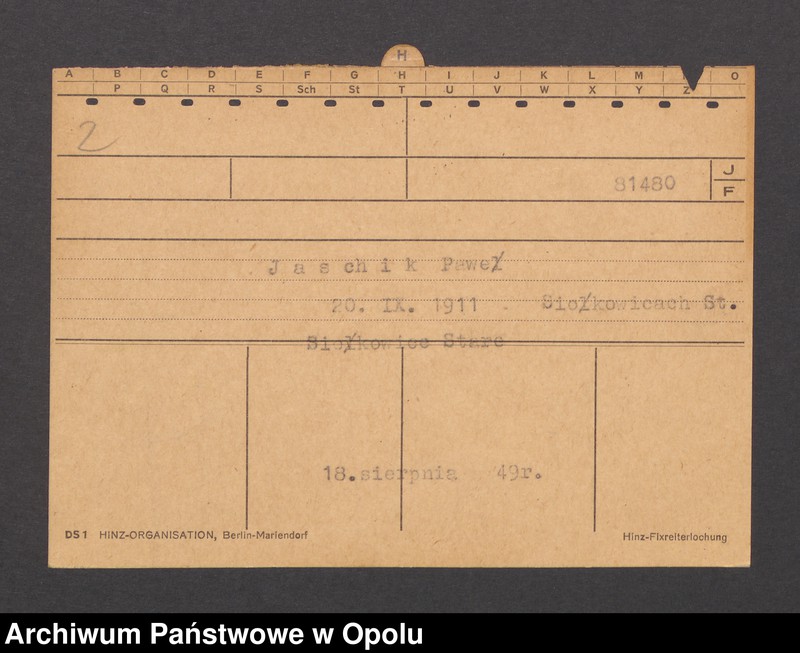 H
A B C D E F G H I J K L M O
P Q R S Sch St T U V W X Y Z
2
81480 J
F
Jaschik Paweł
20. IX. 1911 Siołkowicach St.
Siołkowice Stare
18.sierpnia 49r.
DS1 HINZ-ORGANISATION, Berlin-Mariendorf Hinz-Fixreiterlochung
Archiwum Państwowe w Opolu